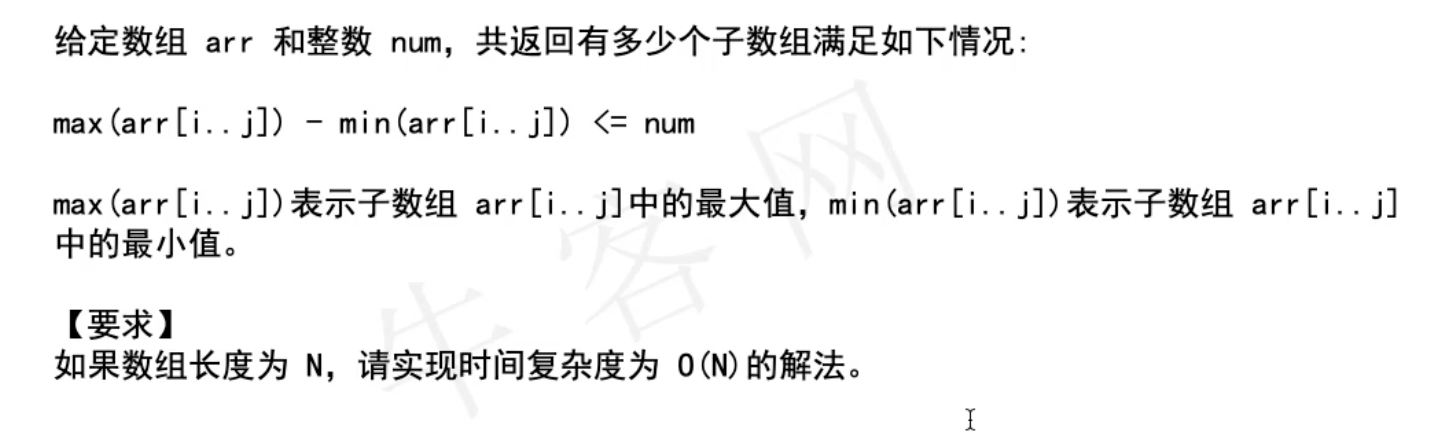 给定数组 arr 和整数 num，共返回有多少个子数组满足如下情况：
max(arr[i..j]) - min(arr[i..j]) <= num
max(arr[i..j])表示子数组 arr[i..j]中的最大值，min(arr[i..j])表示子数组 arr[i..j]
中的最小值。
【要求】
如果数组长度为 N，请实现时间复杂度为 O(N)的解法。
牛客网